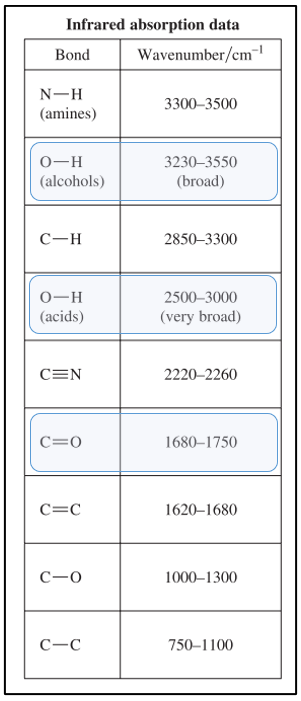 Infrared absorption data
Bond Wavenumber/cm⁻¹
N—H
(amines) 3300–3500
O—H
(alcohols) 3230–3550
(broad)
C—H 2850–3300
O—H
(acids) 2500–3000
(very broad)
C≡N 2220–2260
C=O 1680–1750
C=C 1620–1680
C—O 1000–1300
C—C 750–1100